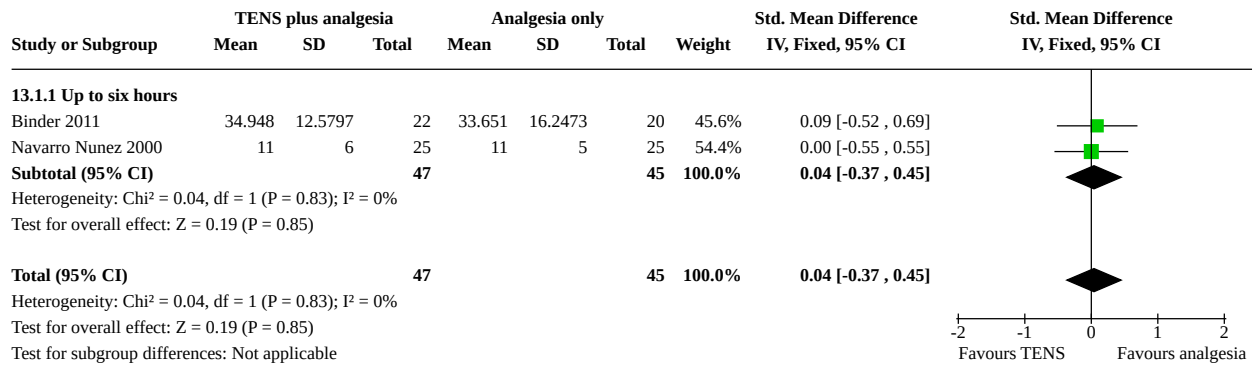 TENS plus analgesia Analgesia only Std. Mean Difference Std. Mean Difference
Study or Subgroup Mean SD Total Mean SD Total Weight IV, Fixed, 95% CI IV, Fixed, 95% CI
13.1.1 Up to six hours
Binder 2011 34.948 12.5797 22 33.651 16.2473 20 45.6% 0.09 [-0.52 , 0.69]
Navarro Nunez 2000 11 6 25 11 5 25 54.4% 0.00 [-0.55 , 0.55]
Subtotal (95% CI) 47 45 100.0% 0.04 [-0.37 , 0.45]
Heterogeneity: Chi² = 0.04, df = 1 (P = 0.83); I² = 0%
Test for overall effect: Z = 0.19 (P = 0.85)
Total (95% CI) 47 45 100.0% 0.04 [-0.37 , 0.45]
Heterogeneity: Chi² = 0.04, df = 1 (P = 0.83); I² = 0%
Test for overall effect: Z = 0.19 (P = 0.85)
-2 -1 0 1 2
Test for subgroup differences: Not applicable Favours TENS Favours analgesia